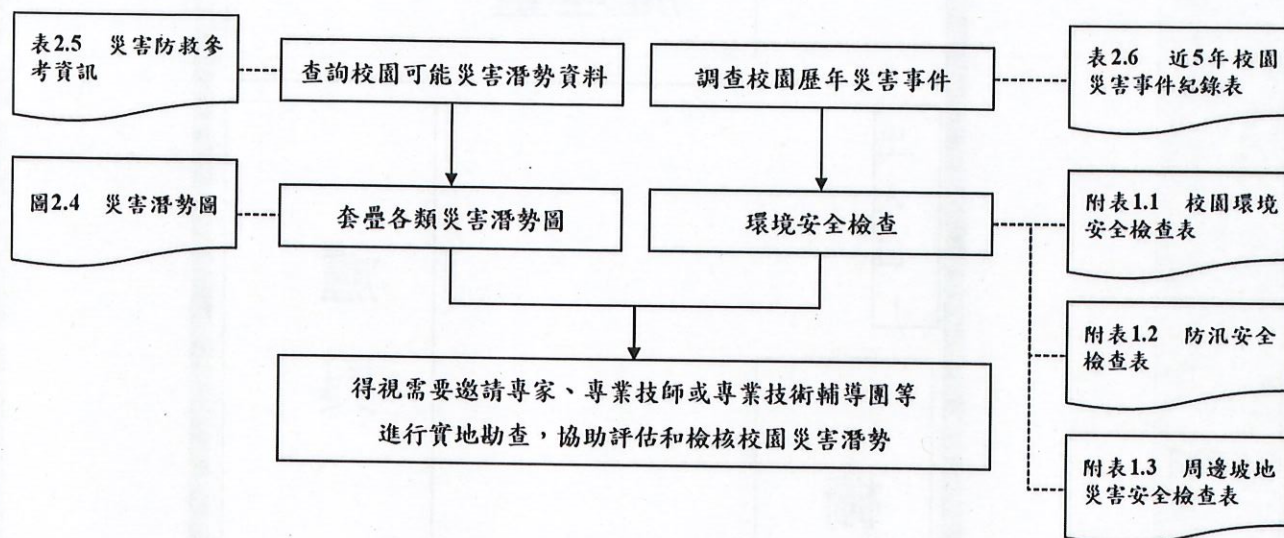 表2.5 災害防救參
考資訊
查詢校園可能災害潛勢資料
調查校園歷年災害事件
表2.6 近5年校園
災害事件紀錄表
圖2.4 災害潛勢圖
套疊各類災害潛勢圖
環境安全檢查
附表1.1 校園環境
安全檢查表
附表1.2 防汛安全
檢查表
得視需要邀請專家、專業技師或專業技術輔導團等
進行實地勘查，協助評估和檢核校園災害潛勢
附表1.3 周邊坡地
災害安全檢查表